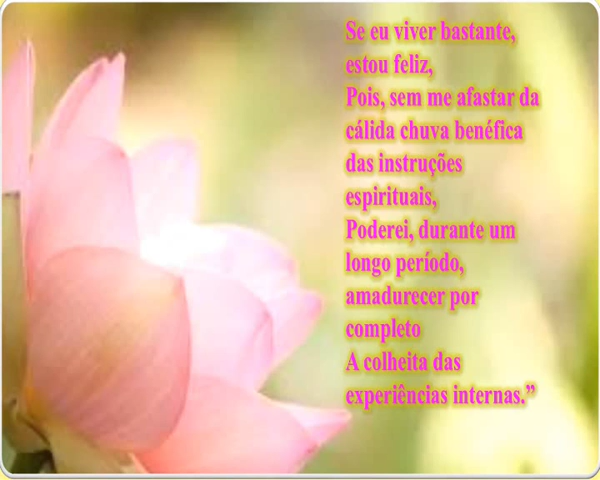 Se eu viver bastante,
estou feliz,
Pois, sem me afastar da
cálida chuva benéfica
das instruções
espirituais,
Poderei, durante um
longo período,
amadurecer por
completo
A colheita das
experiências internas.”